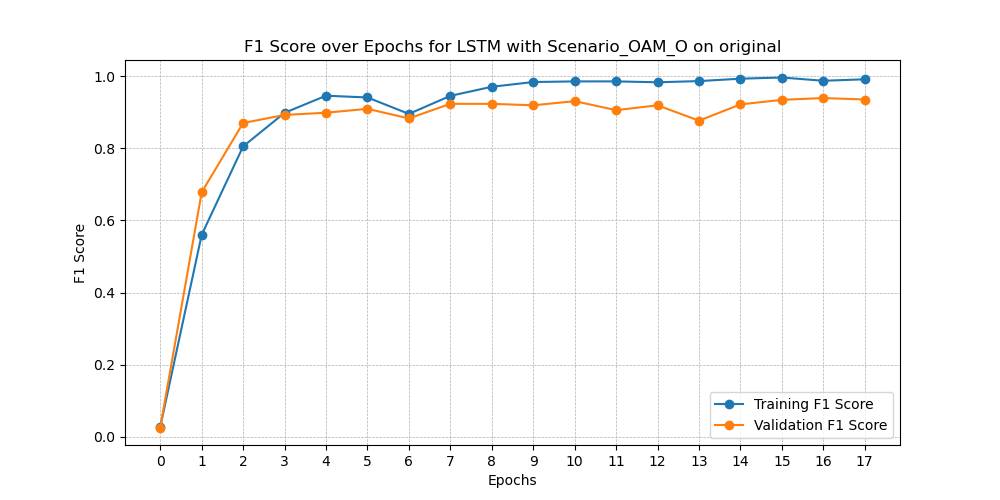 F1 Score over Epochs for LSTM with Scenario_OAM_O on original
1.0
0.8
0.6
0.4
0.2
0.0
F1 Score
0 1 2 3 4 5 6 7 8 9 10 11 12 13 14 15 16 17
Epochs
Training F1 Score
Validation F1 Score